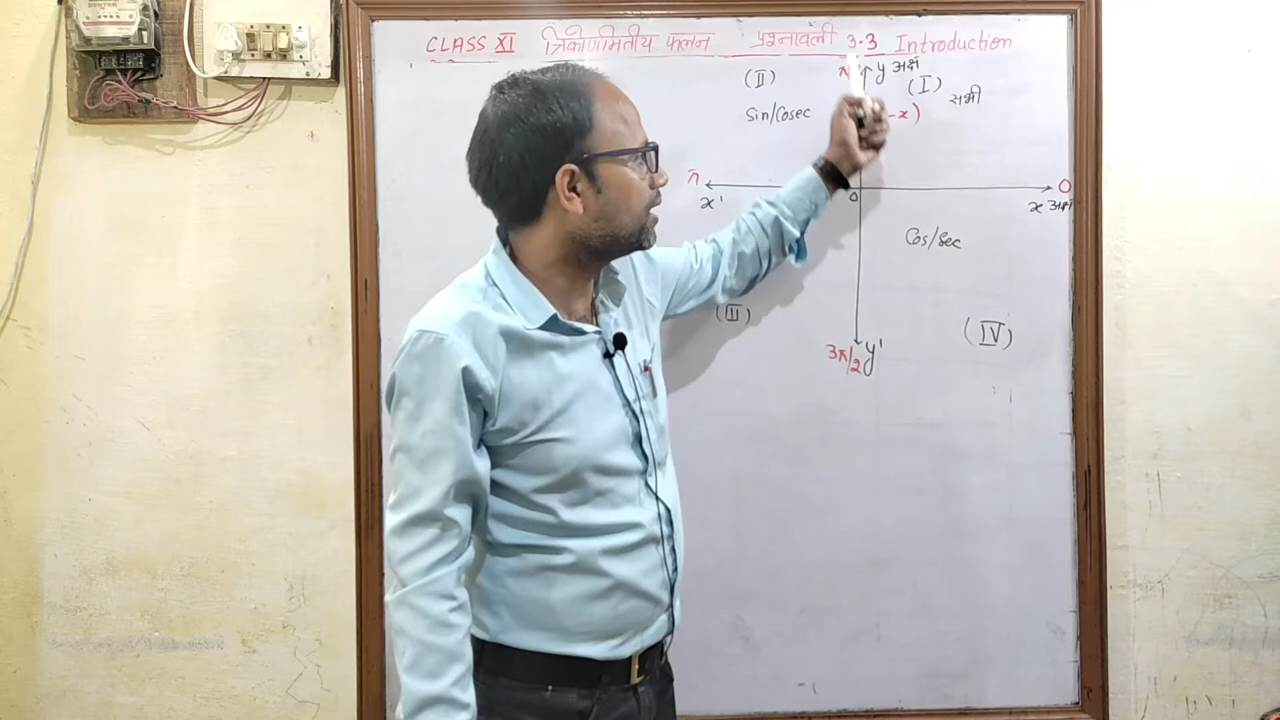 CLASS XI त्रिकोणमितीय फलन प्रश्नावली 3.3 Introduction
(II) π y अक्ष (I)
Sin/Cosec -x) सभी
π 0
x' 0 x अक्ष
Cos/Sec
(III) (IV)
3π/2 y'